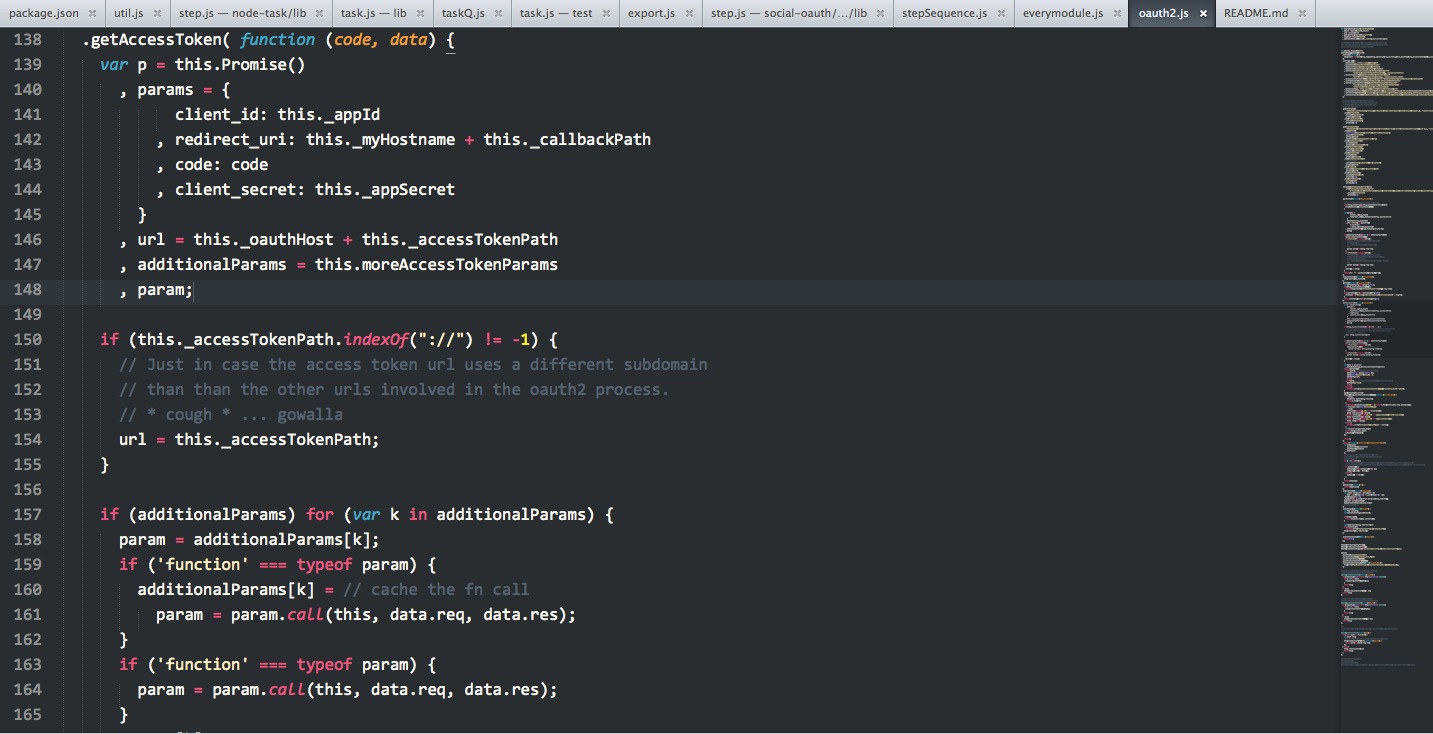 package.json × util.js × step.js — node-task/lib × task.js — lib × taskQ.js × task.js — test × export.js × step.js — social-oauth/.../lib × stepSequence.js × everymodule.js × oauth2.js × README.md ×
138 .getAccessToken( function (code, data) {
139 var p = this.Promise()
140 , params = {
141 client_id: this._appId
142 , redirect_uri: this._myHostname + this._callbackPath
143 , code: code
144 , client_secret: this._appSecret
145 }
146 , url = this._oauthHost + this._accessTokenPath
147 , additionalParams = this.moreAccessTokenParams
148 , param;
149
150 if (this._accessTokenPath.indexOf("://") != -1) {
151 // Just in case the access token url uses a different subdomain
152 // than than the other urls involved in the oauth2 process.
153 // * cough * ... gowalla
154 url = this._accessTokenPath;
155 }
156
157 if (additionalParams) for (var k in additionalParams) {
158 param = additionalParams[k];
159 if ('function' === typeof param) {
160 additionalParams[k] = // cache the fn call
161 param = param.call(this, data.req, data.res);
162 }
163 if ('function' === typeof param) {
164 param = param.call(this, data.req, data.res);
165 }